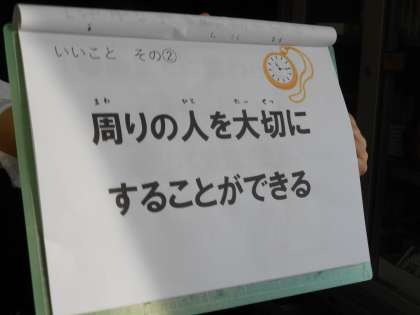 いいこと その②
周りの人を大切に
することができる